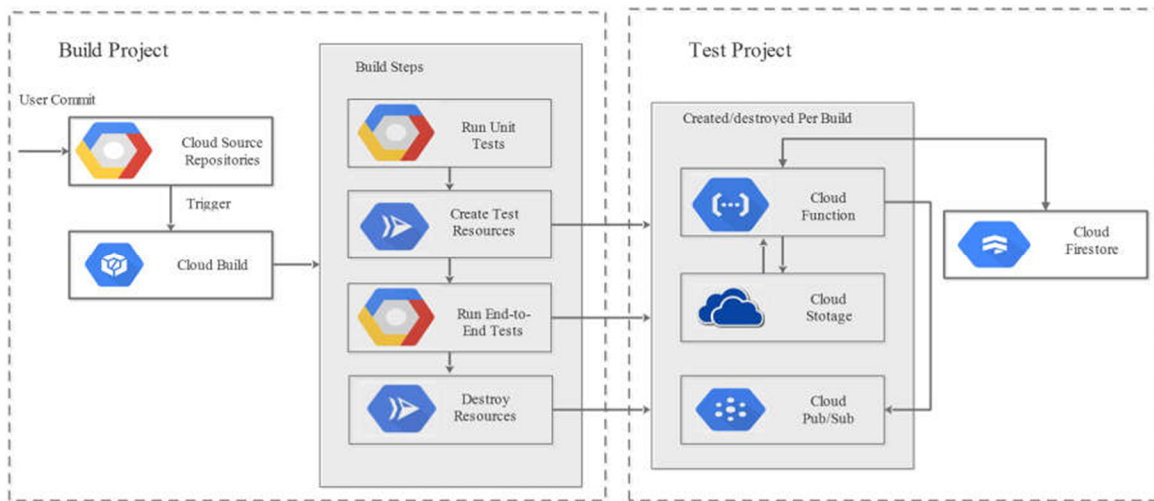 Build Project
User Commit
Cloud Source
Repositories
Trigger
Cloud Build
Build Steps
Run Unit
Tests
Create Test
Resources
Run End-to-
End Tests
Destroy
Resources
Test Project
Created/destroyed Per Build
Cloud
Function
Cloud
Stotage
Cloud
Pub/Sub
Cloud
Firestore